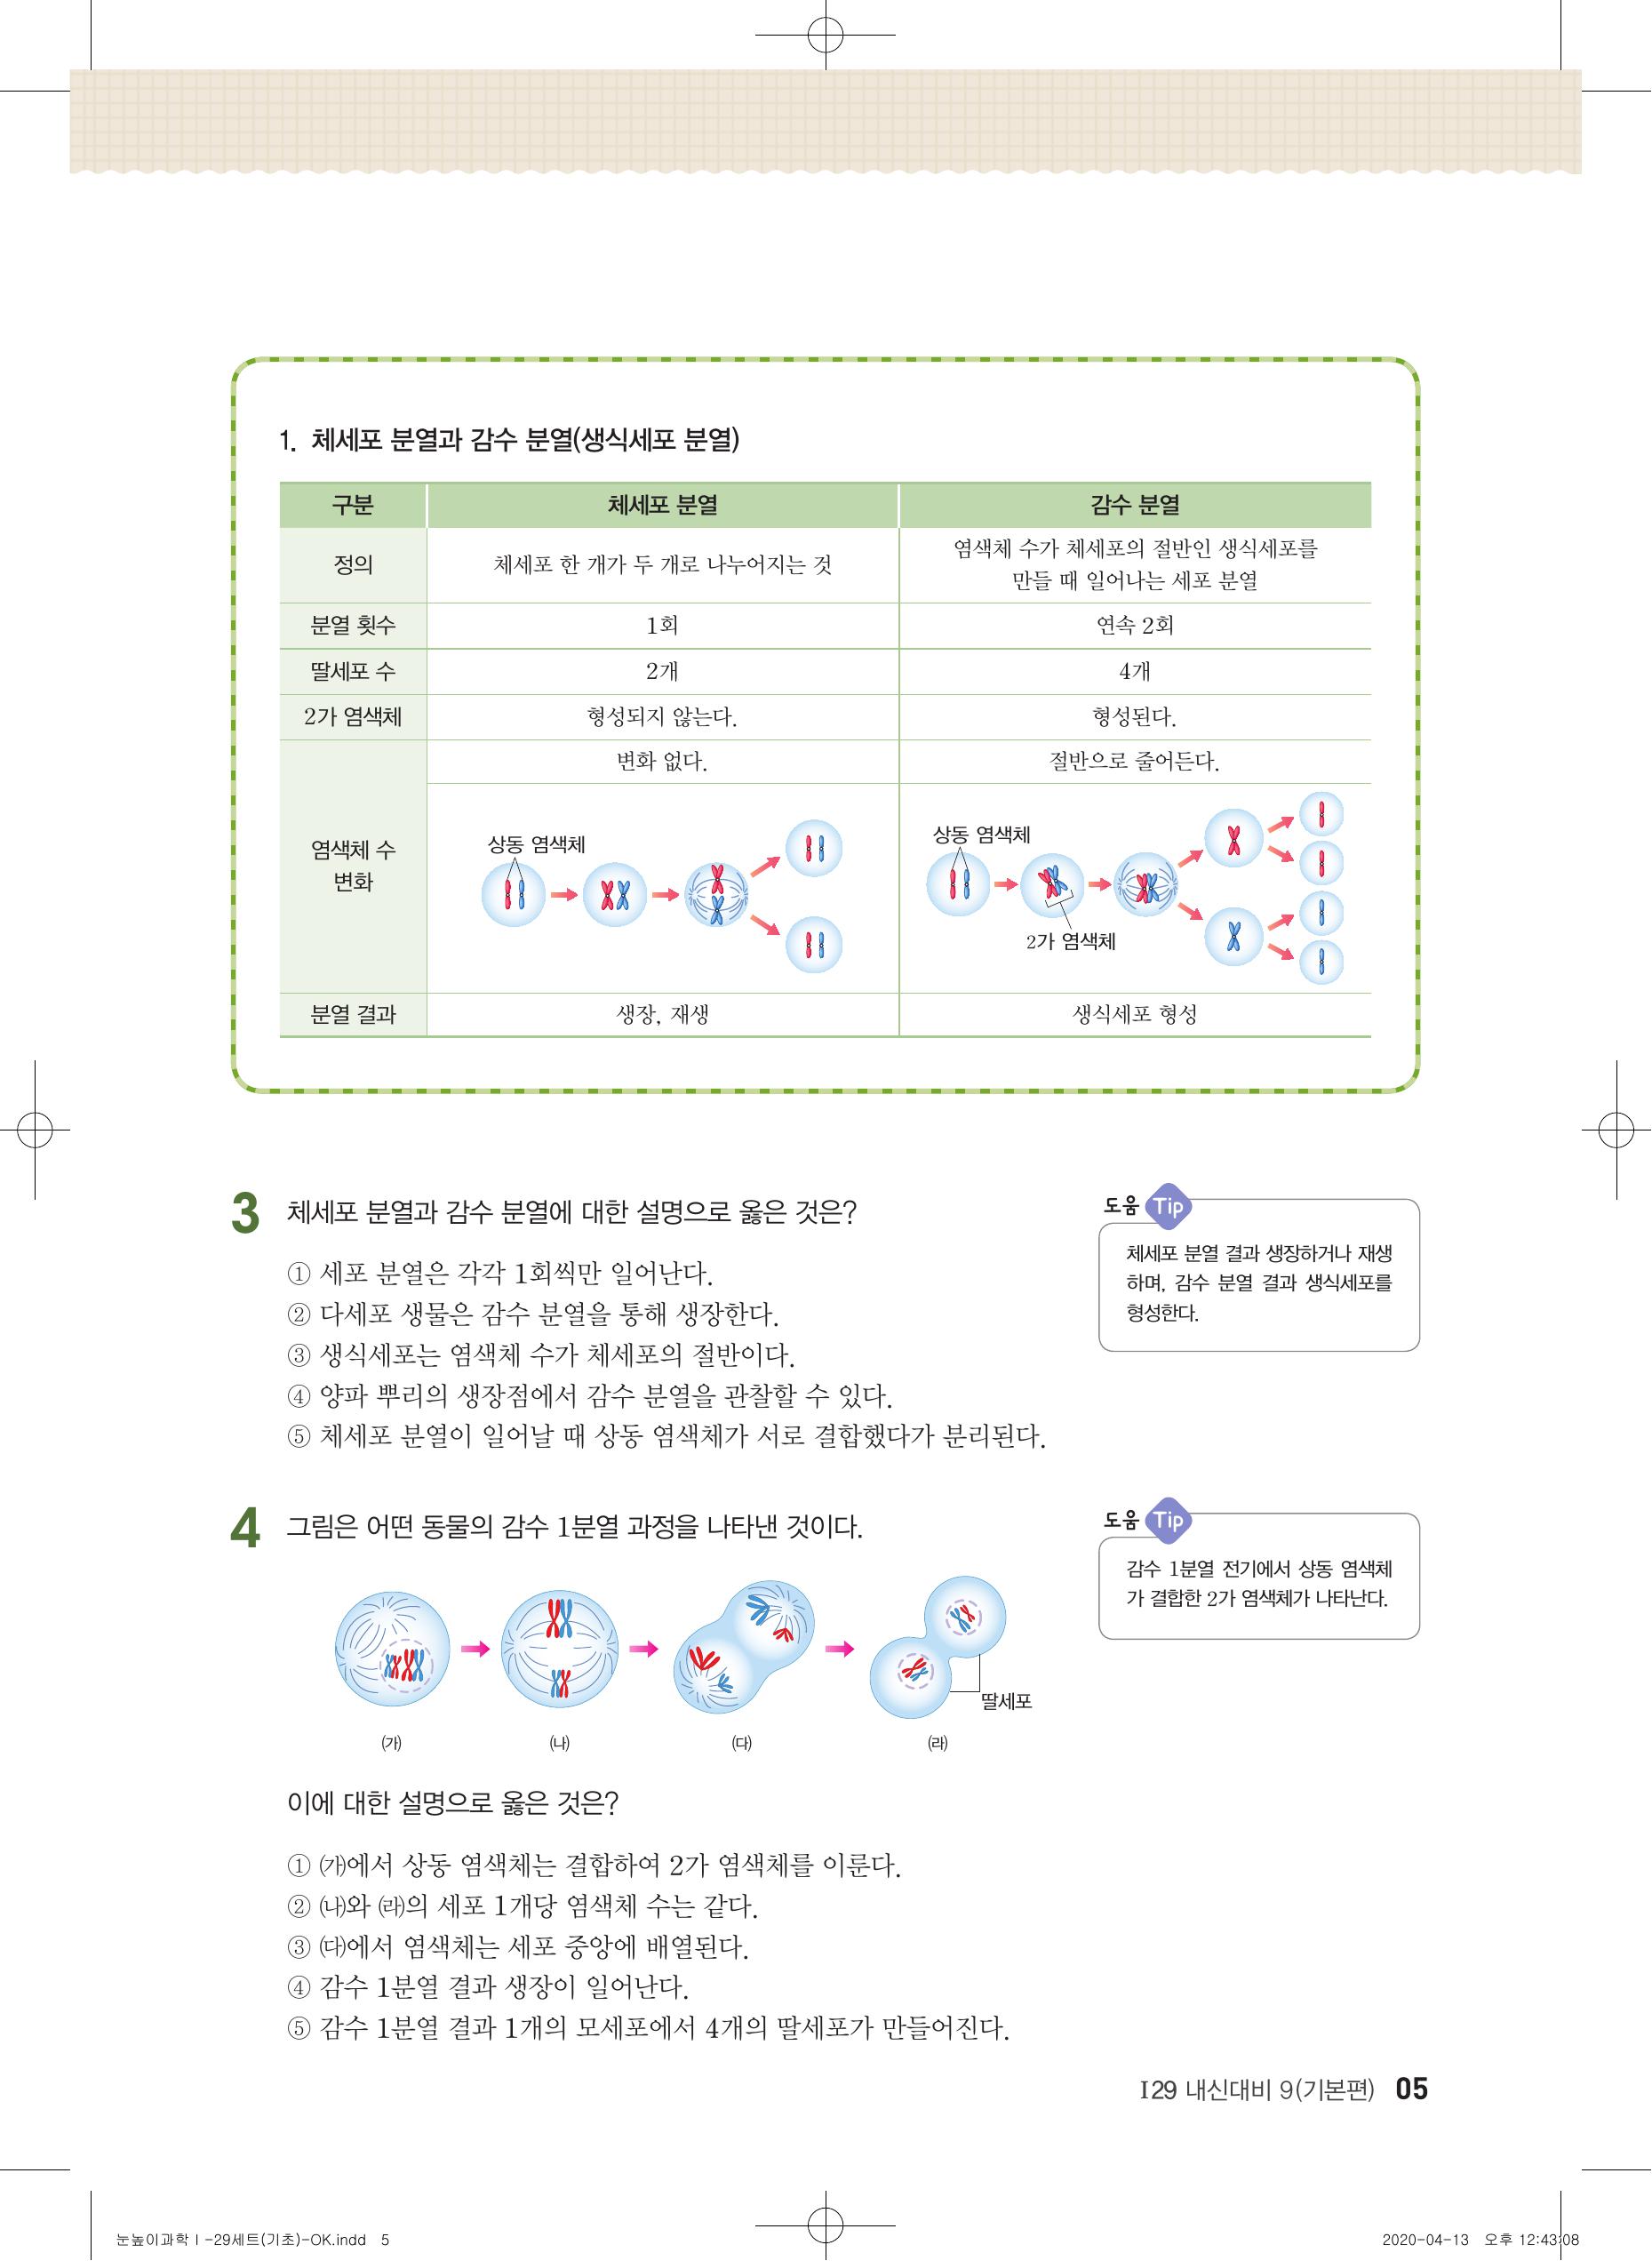 1. 체세포 분열과 감수 분열(생식세포 분열)
구분 체세포 분열 감수 분열
정의 체세포 한 개가 두 개로 나누어지는 것 염색체 수가 체세포의 절반인 생식세포를
만들 때 일어나는 세포 분열
분열 횟수 1회 연속 2회
딸세포 수 2개 4개
2가 염색체 형성되지 않는다. 형성된다.
염색체 수
변화
변화 없다. 절반으로 줄어든다.
상동 염색체
상동 염색체
2가 염색체
분열 결과 생장, 재생 생식세포 형성
3 체세포 분열과 감수 분열에 대한 설명으로 옳은 것은?
① 세포 분열은 각각 1회씩만 일어난다.
② 다세포 생물은 감수 분열을 통해 생장한다.
③ 생식세포는 염색체 수가 체세포의 절반이다.
④ 양파 뿌리의 생장점에서 감수 분열을 관찰할 수 있다.
⑤ 체세포 분열이 일어날 때 상동 염색체가 서로 결합했다가 분리된다.
도움 Tip
체세포 분열 결과 생장하거나 재생
하며, 감수 분열 결과 생식세포를
형성한다.
4 그림은 어떤 동물의 감수 1분열 과정을 나타낸 것이다.
딸세포
(가) (나) (다) (라)
도움 Tip
감수 1분열 전기에서 상동 염색체
가 결합한 2가 염색체가 나타난다.
이에 대한 설명으로 옳은 것은?
① (가)에서 상동 염색체는 결합하여 2가 염색체를 이룬다.
② (나)와 (라)의 세포 1개당 염색체 수는 같다.
③ (다)에서 염색체는 세포 중앙에 배열된다.
④ 감수 1분열 결과 생장이 일어난다.
⑤ 감수 1분열 결과 1개의 모세포에서 4개의 딸세포가 만들어진다.
I29 내신대비 9(기본편) 05
눈높이과학Ⅰ-29세트(기초)-OK.indd 5
2020-04-13 오후 12:43:08